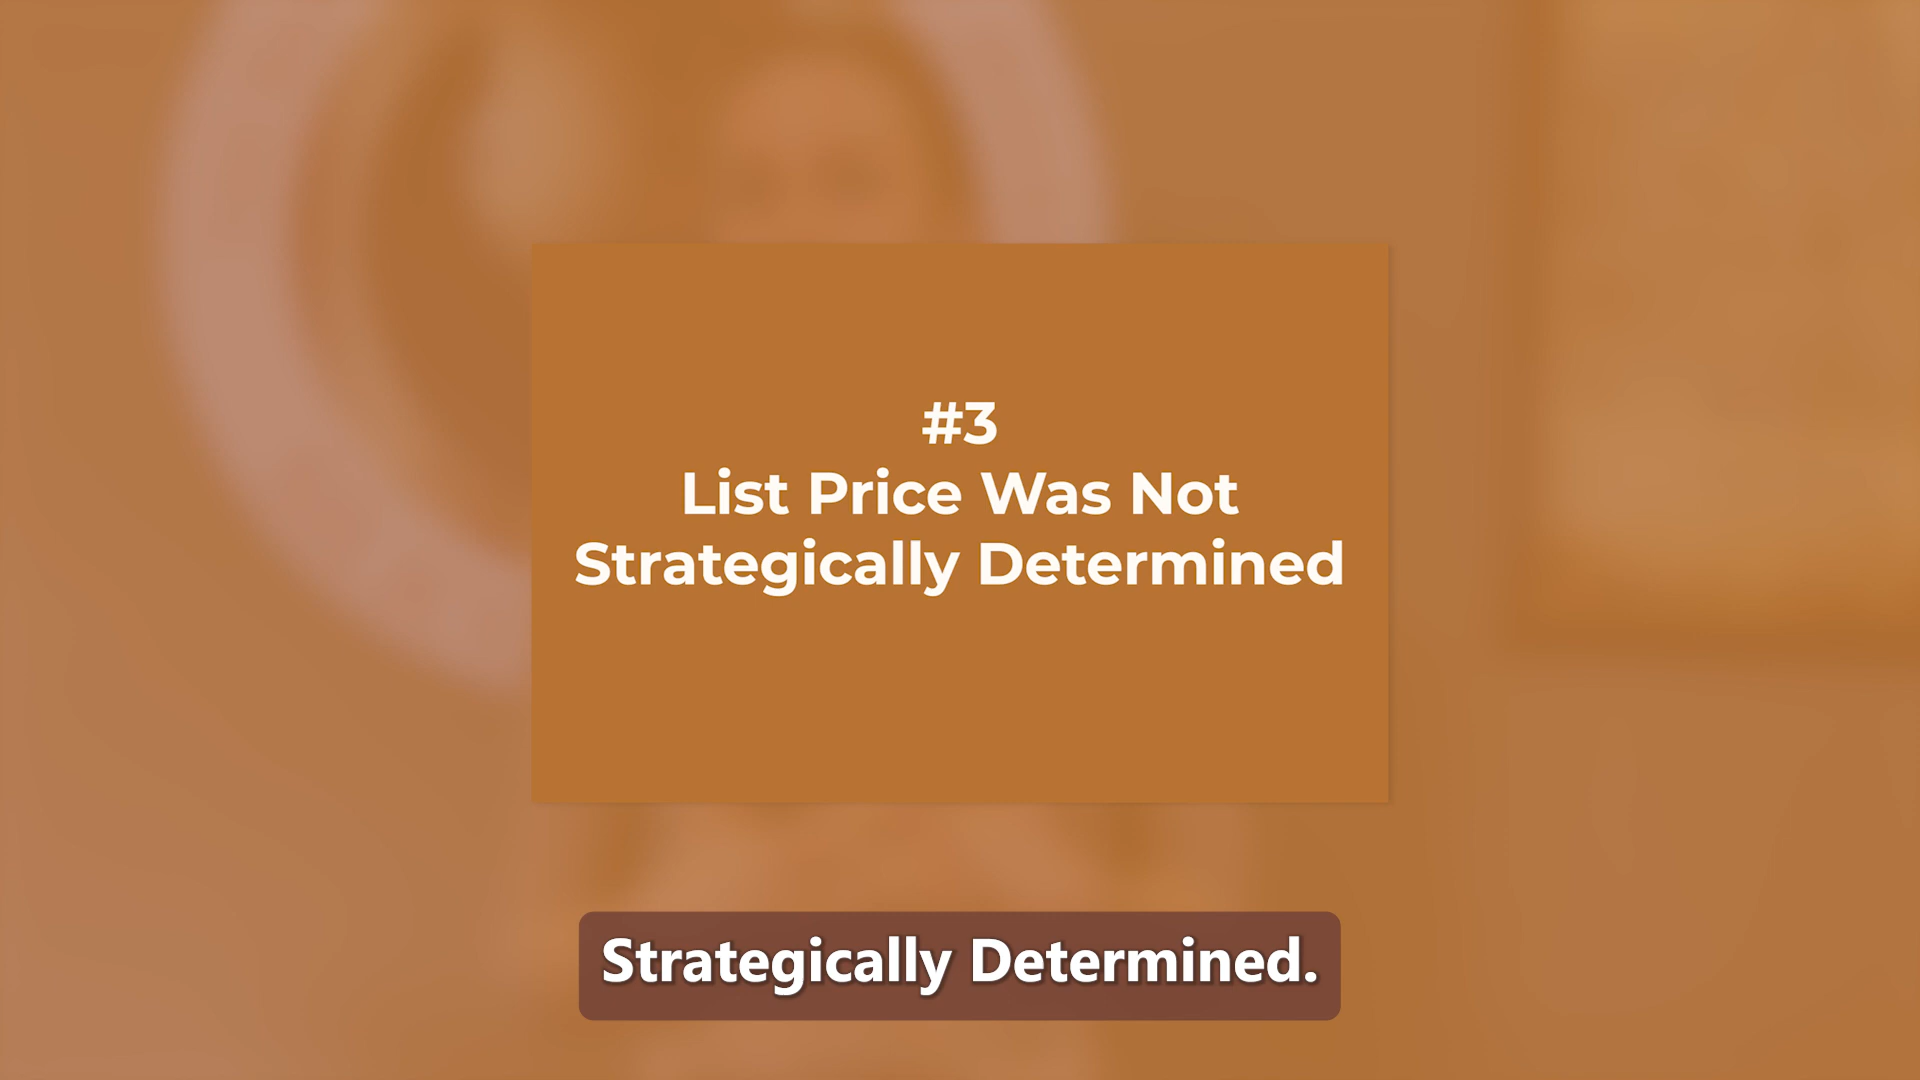 #3
List Price Was Not
Strategically Determined
Strategically Determined.